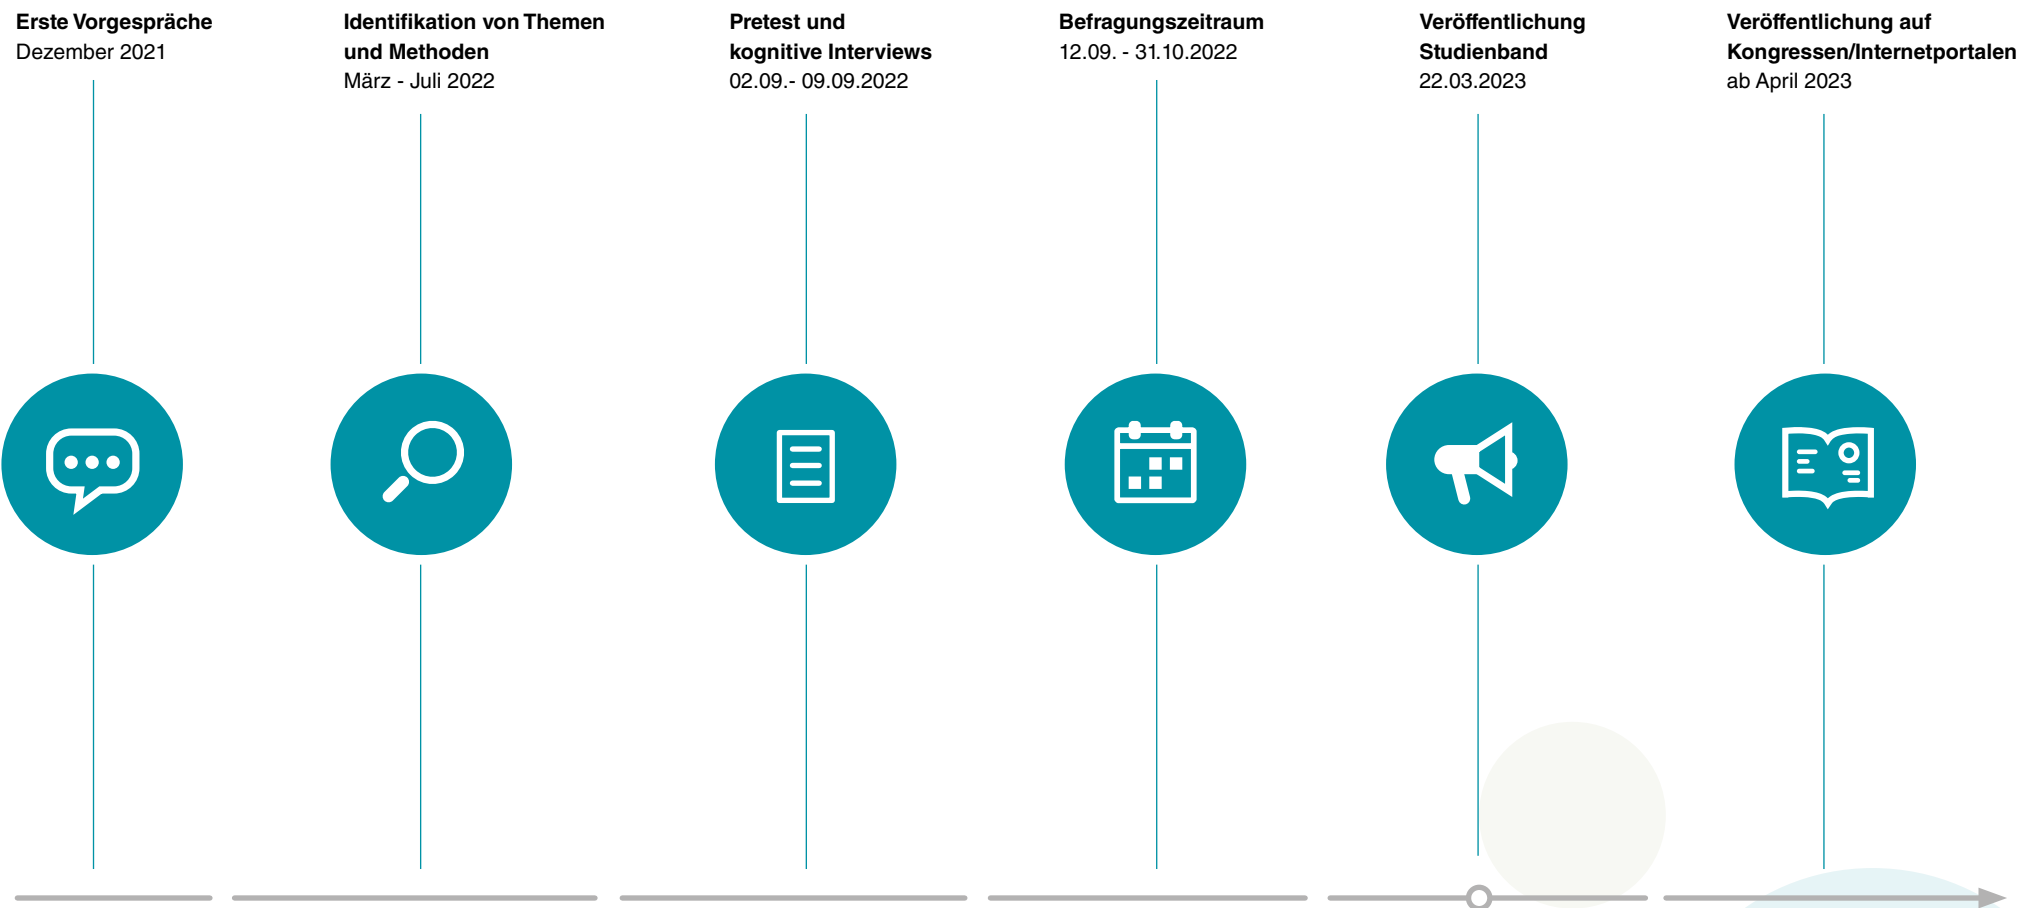 Erste Vorgespräche
Dezember 2021
Identifikation von Themen
und Methoden
März - Juli 2022
Pretest und
kognitive Interviews
02.09.- 09.09.2022
Befragungszeitraum
12.09. - 31.10.2022
Veröffentlichung
Studienband
22.03.2023
Veröffentlichung auf
Kongressen/Internetportalen
ab April 2023